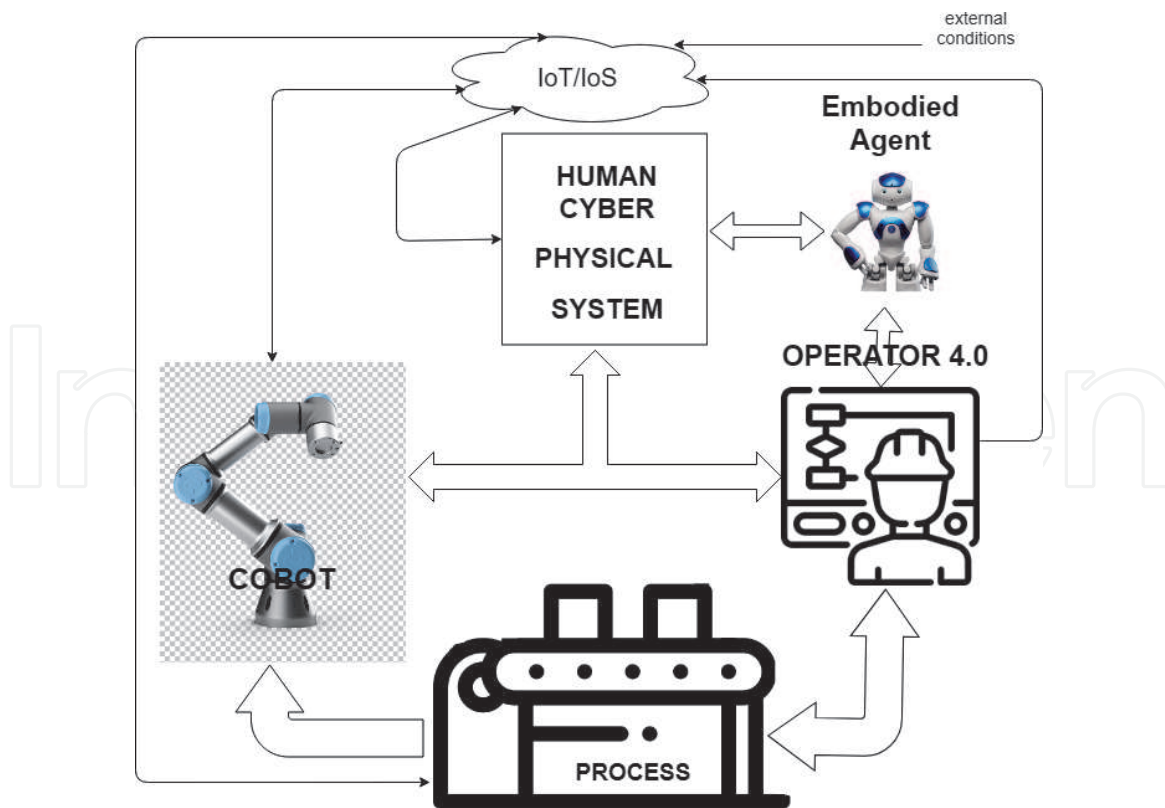 external
conditions
IoT/IoS
Embodied
Agent
HUMAN
CYBER
PHYSICAL
SYSTEM
OPERATOR 4.0
COBOT
PROCESS